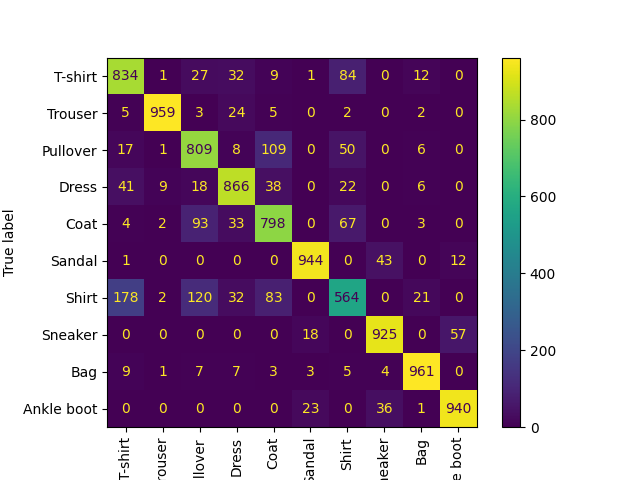 T-shirt 834 1 27 32 9 1 84 0 12 0
Trouser 5 959 3 24 5 0 2 0 2 0
Pullover 17 1 809 8 109 0 50 0 6 0
Dress 41 9 18 866 38 0 22 0 6 0
Coat 4 2 93 33 798 0 67 0 3 0
Sandal 1 0 0 0 0 944 0 43 0 12
Shirt 178 2 120 32 83 0 564 0 21 0
Sneaker 0 0 0 0 0 18 0 925 0 57
Bag 9 1 7 7 3 3 5 4 961 0
Ankle boot 0 0 0 0 0 23 0 36 1 940
True label
T-shirt rouser llover Dress Coat andal Shirt neaker Bag e boot
800
600
400
200
0